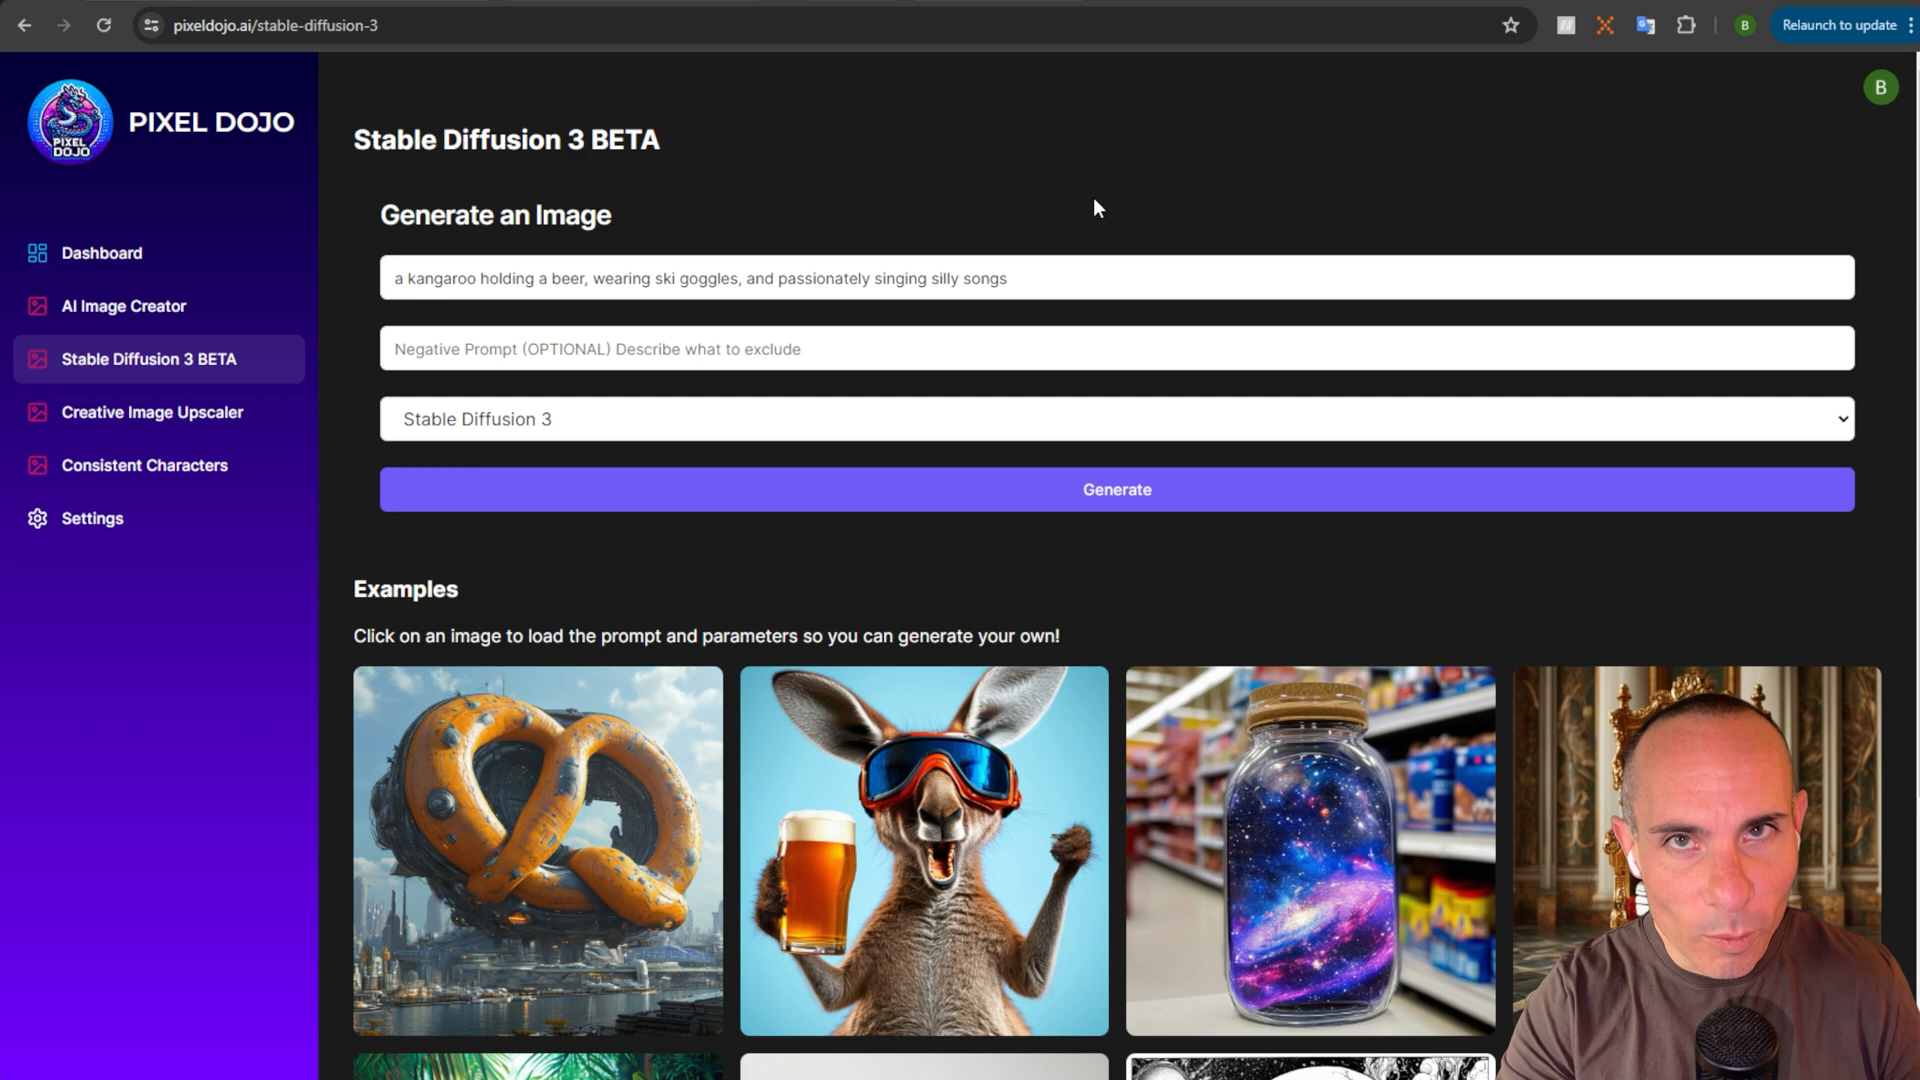 pixeldojo.ai/stable-diffusion-3
B
Relaunch to update
B
PIXEL DOJO
PIXEL
DOJO
Stable Diffusion 3 BETA
Generate an Image
a kangaroo holding a beer, wearing ski goggles, and passionately singing silly songs
Negative Prompt (OPTIONAL) Describe what to exclude
Stable Diffusion 3
Generate
Dashboard
AI Image Creator
Stable Diffusion 3 BETA
Creative Image Upscaler
Consistent Characters
Settings
Examples
Click on an image to load the prompt and parameters so you can generate your own!